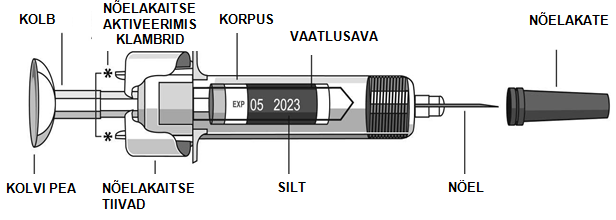 KOLB
NÕELAKAITSE
AKTIVEERIMIS
KLAMBRID
KORPUS
VAATLUSAVA
NÕELAKATE
* 
EXP 05 2023
*
KOLVI PEA
NÕELAKAITSE
TIIVAD
SILT
NÕEL